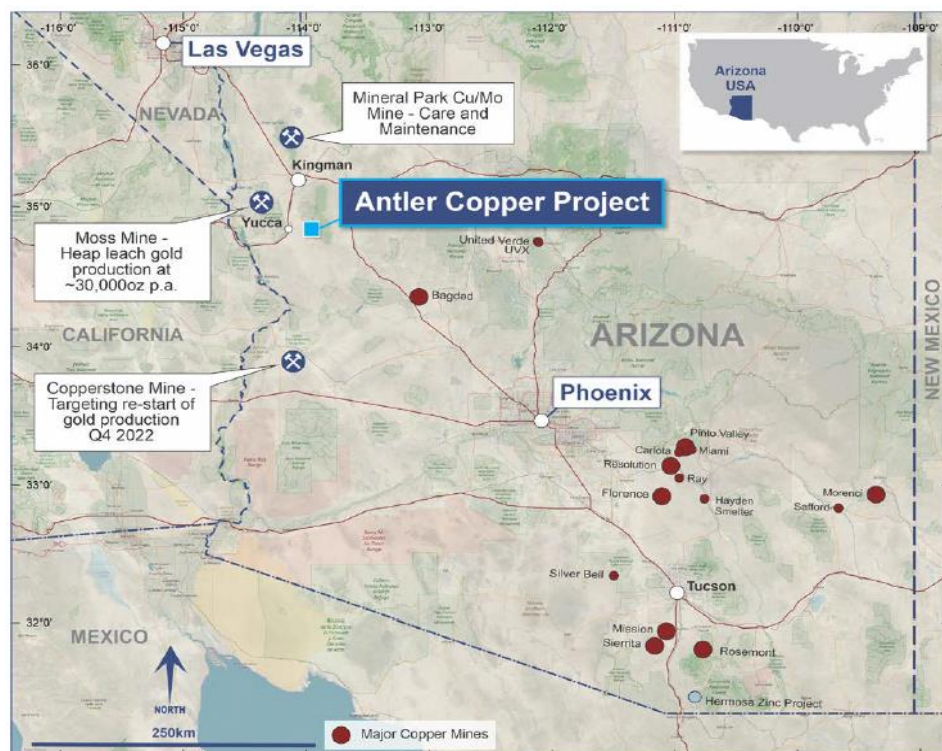 -116°0'
-115°0'
-114°0'
-113°0'
-112°0'
-111°0'
-110°0'
-109°0'
Las Vegas
36°0'
NEVADA
Mineral Park Cu/Mo
Mine - Care and
Maintenance
Arizona
USA
Kingman
35°0'
Yucca
Antler Copper Project
Moss Mine -
Heap leach gold
production at
~30,000oz p.a.
United Verde
UVX
Bagdad
CALIFORNIA
ARIZONA
NEW MEXICO
34°0'
Copperstone Mine -
Targeting re-start of
gold production
Q4 2022
Phoenix
Pinto Valley
Carlota
Miami
Resolution
Ray
33°0'
Florence
Hayden
Smelter
Morenci
Safford
Silver Bell
Tucson
32°0'
MEXICO
Mission
Sierrita
Rosemont
Hermosa Zinc Project
NORTH
250km
Major Copper Mines